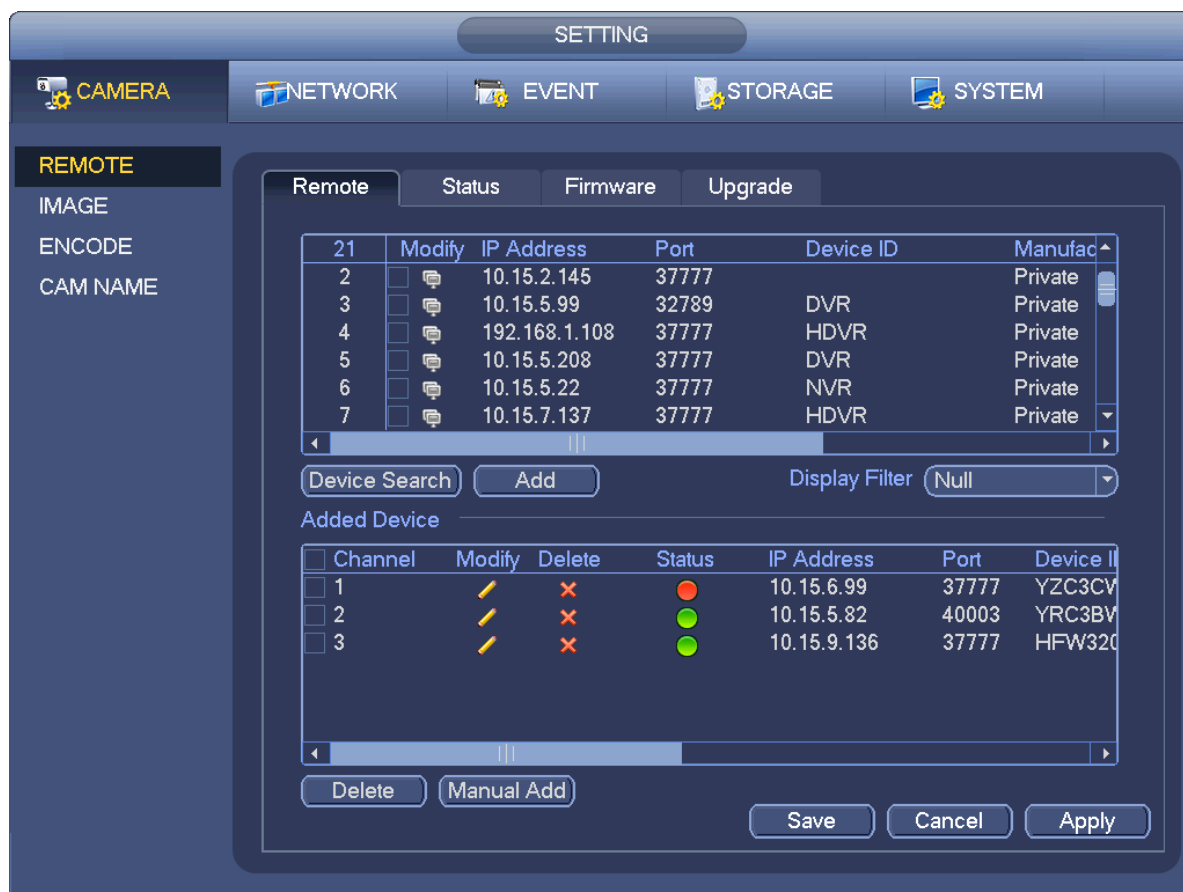 SETTING
CAMERA NETWORK EVENT STORAGE SYSTEM
REMOTE
IMAGE
ENCODE
CAM NAME
Remote Status Firmware Upgrade
21 Modify IP Address Port Device ID Manufac
2 10.15.2.145 37777 Private
3 10.15.5.99 32789 DVR Private
4 192.168.1.108 37777 HDVR Private
5 10.15.5.208 37777 DVR Private
6 10.15.5.22 37777 NVR Private
7 10.15.7.137 37777 HDVR Private
Device Search Add Display Filter Null
Added Device
Channel Modify Delete Status IP Address Port Device
1 10.15.6.99 37777 YZC3CW
2 10.15.5.82 40003 YRC3BW
3 10.15.9.136 37777 HFW320
Delete Manual Add
Save Cancel Apply